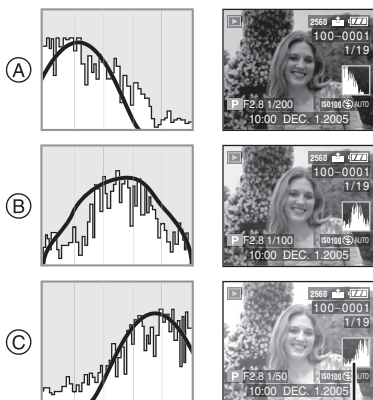 A
2560
100-0001
1/19
P F2.8 1/200 ISO100 AUTO
10:00 DEC. 1.2005
B
2560
100-0001
1/19
P F2.8 1/100 ISO100 AUTO
10:00 DEC. 1.2005
C
2560
100-0001
1/19
P F2.8 1/50 ISO100 AUTO
10:00 DEC. 1.2005